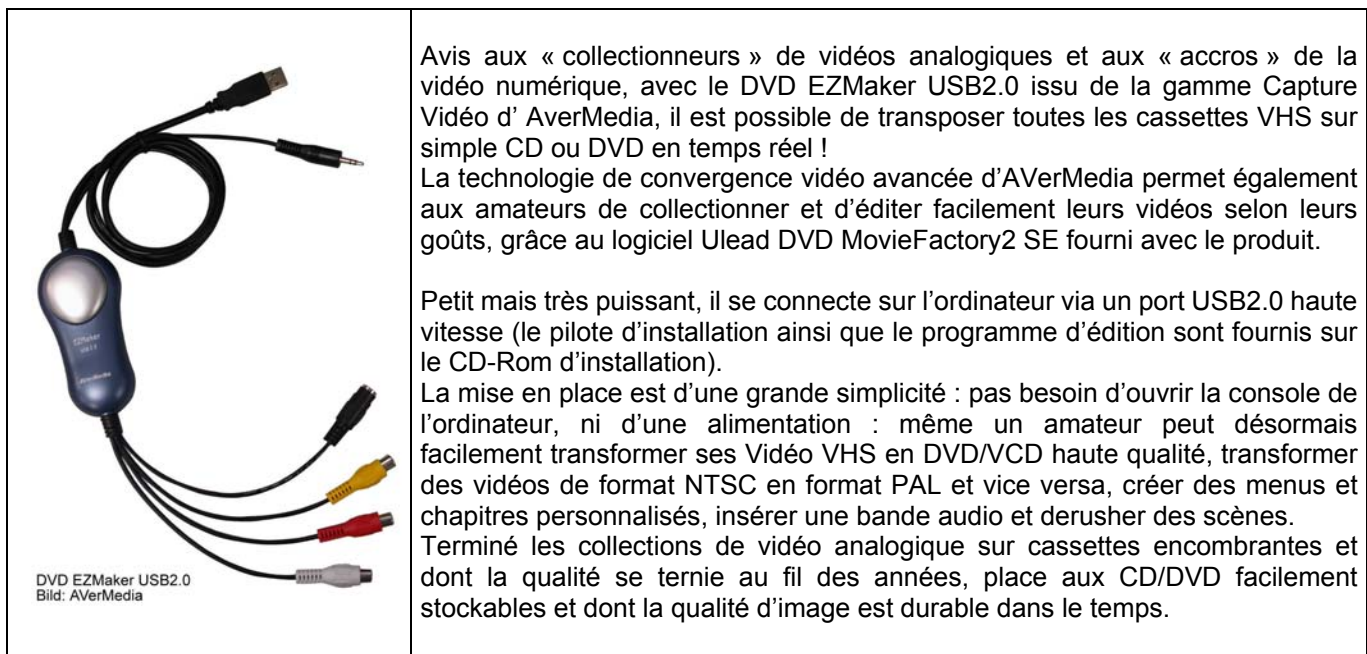 EZMaker
USB 2.0
AVerMedia
DVD EZMaker USB2.0
Bild: AVerMedia
Avis aux « collectionneurs » de vidéos analogiques et aux « accros » de la
vidéo numérique, avec le DVD EZMaker USB2.0 issu de la gamme Capture
Vidéo d’ AverMedia, il est possible de transposer toutes les cassettes VHS sur
simple CD ou DVD en temps réel !
La technologie de convergence vidéo avancée d’AVerMedia permet également
aux amateurs de collectionner et d’éditer facilement leurs vidéos selon leurs
goûts, grâce au logiciel Ulead DVD MovieFactory2 SE fourni avec le produit.
Petit mais très puissant, il se connecte sur l’ordinateur via un port USB2.0 haute
vitesse (le pilote d’installation ainsi que le programme d’édition sont fournis sur
le CD-Rom d’installation).
La mise en place est d’une grande simplicité : pas besoin d’ouvrir la console de
l’ordinateur, ni d’une alimentation : même un amateur peut désormais
facilement transformer ses Vidéo VHS en DVD/VCD haute qualité, transformer
des vidéos de format NTSC en format PAL et vice versa, créer des menus et
chapitres personnalisés, insérer une bande audio et derusher des scènes.
Terminé les collections de vidéo analogique sur cassettes encombrantes et
dont la qualité se ternie au fil des années, place aux CD/DVD facilement
stockables et dont la qualité d’image est durable dans le temps.